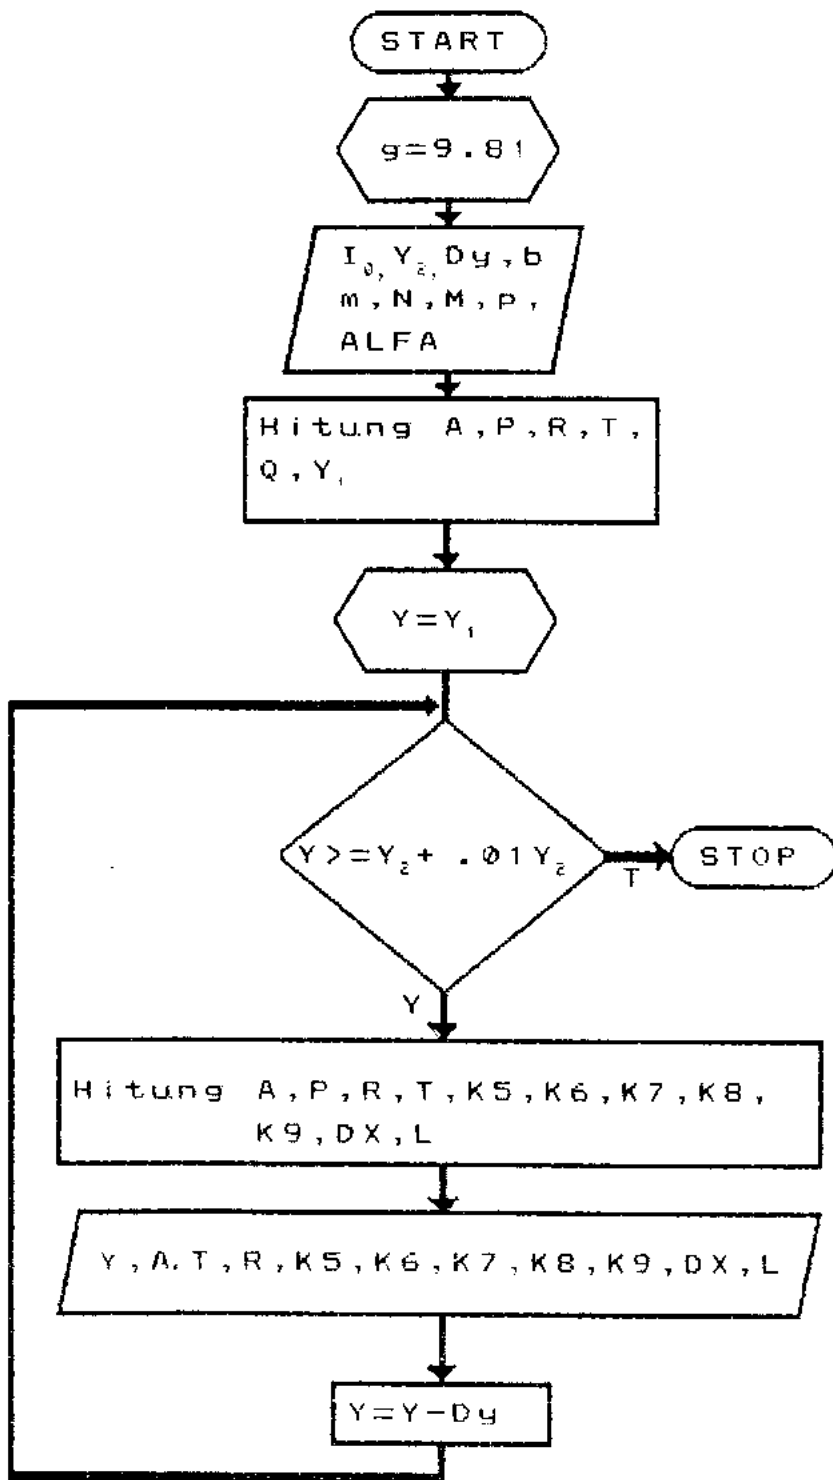 START
g=9.81
I₀, Y₂, Dy, b
m, N, M, p,
ALFA
Hitung A, P, R, T,
Q, Y₁
Y=Y₁
Y>=Y₂+ .01Y₂
T
STOP
Y
Hitung A, P, R, T, K5, K6, K7, K8,
K9, DX, L
Y, A. T, R, K5, K6, K7, K8, K9, DX, L
Y=Y-Dy